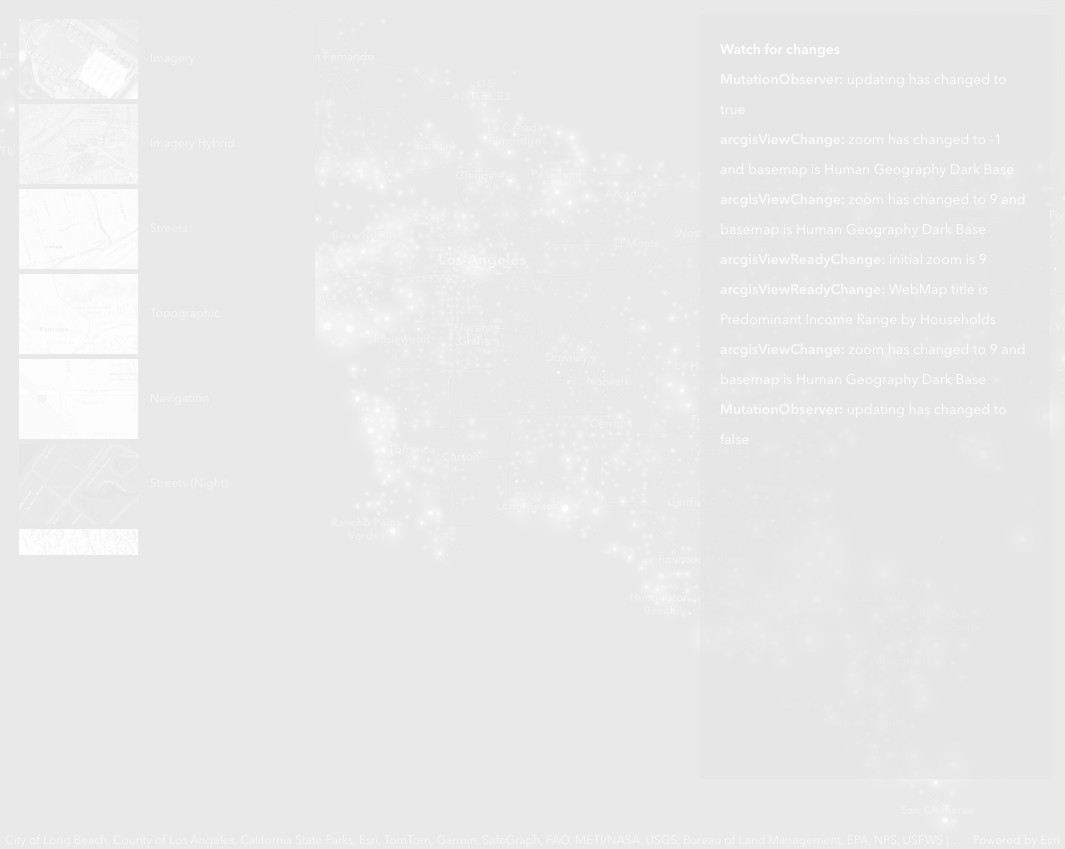 Imagery
Imagery Hybrid
Streets
Topographic
Navigation
Streets (Night)
Los Angeles
El Monte
Downey
Norwalk
Carson
Rancho Palos
Verdes
Huntington
Beach
San Clemente
Watch for changes
MutationObserver: updating has changed to
true
arcgisViewChange: zoom has changed to -1
and basemap is Human Geography Dark Base
arcgisViewChange: zoom has changed to 9 and
basemap is Human Geography Dark Base
arcgisViewReadyChange: initial zoom is 9
arcgisViewReadyChange: WebMap title is
Predominant Income Range by Households
arcgisViewChange: zoom has changed to 9 and
basemap is Human Geography Dark Base
MutationObserver: updating has changed to
false
City of Long Beach, County of Los Angeles, California State Parks, Esri, TomTom, Garmin, SafeGraph, FAO, METI/NASA, USGS, Bureau of Land Management, EPA, NPS, USFWS |
Powered by Esri